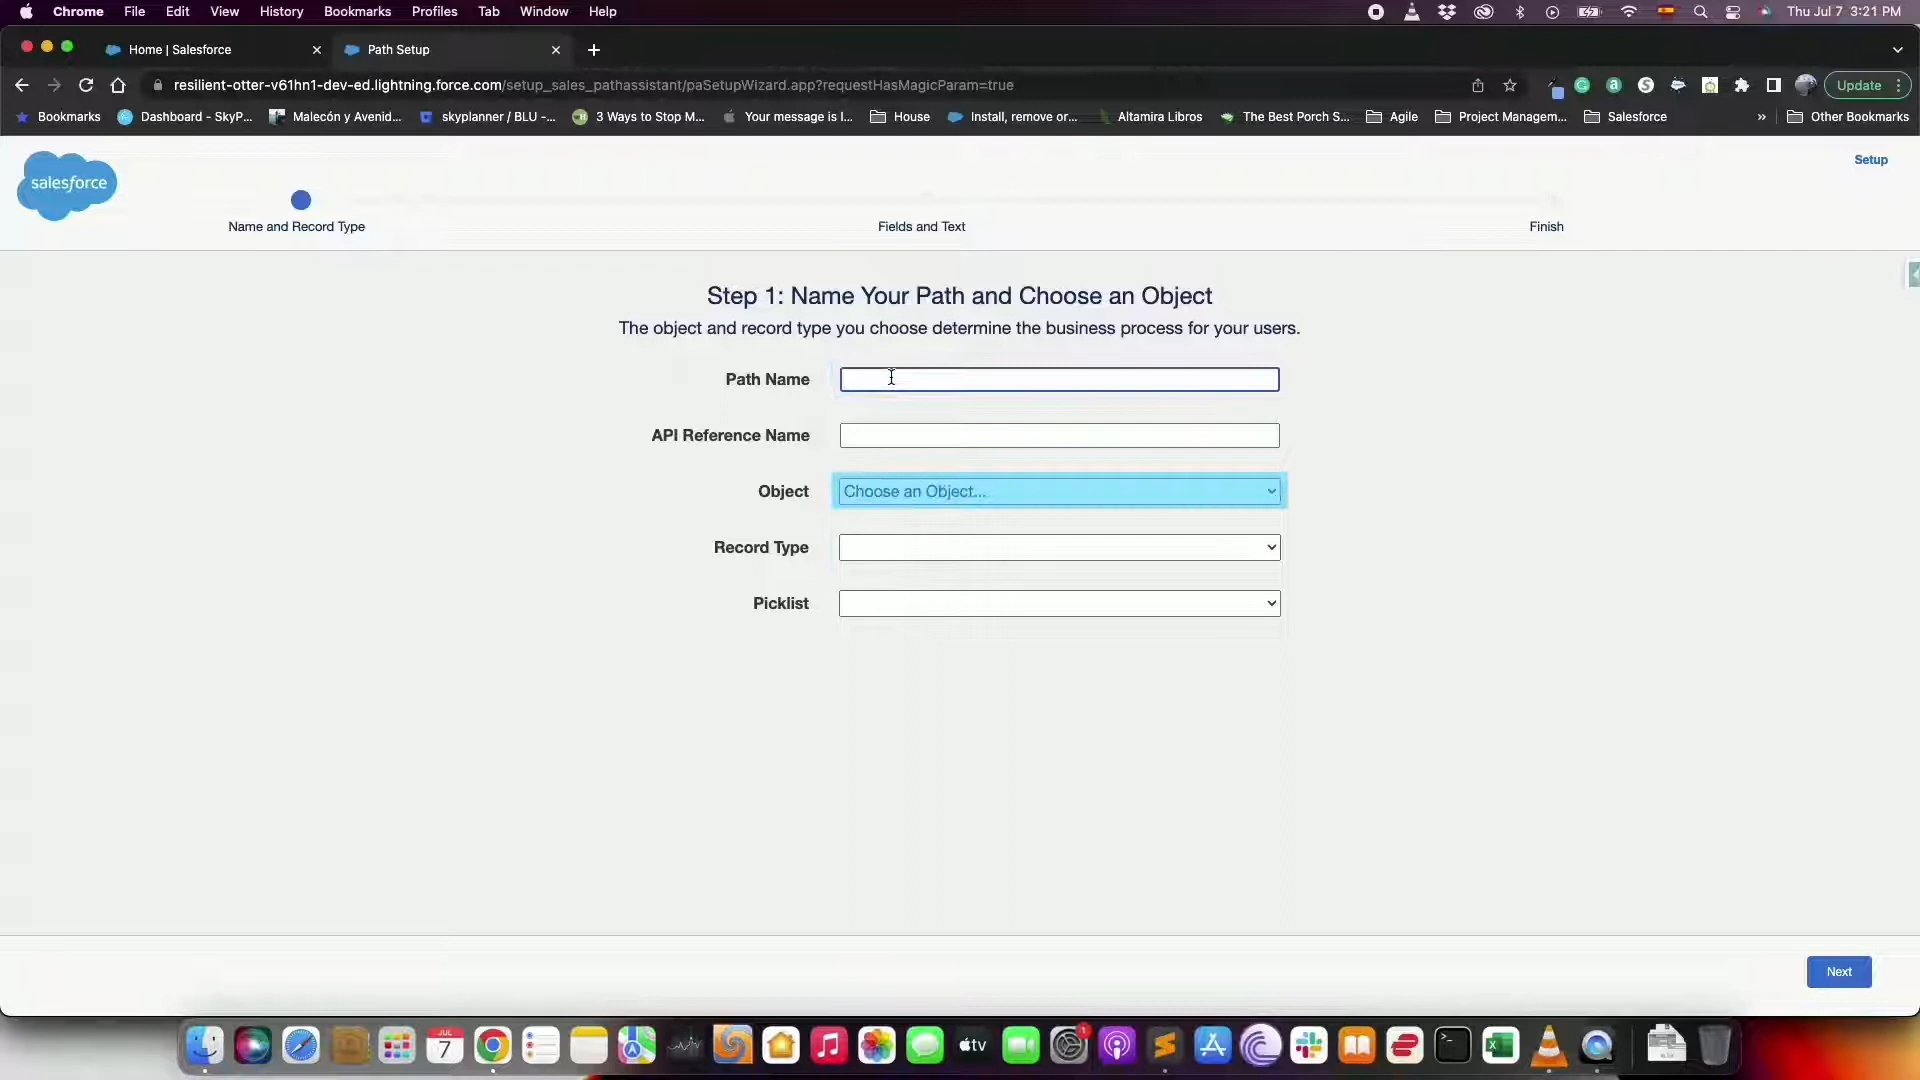 Chrome File Edit View History Bookmarks Profiles Tab Window Help Thu Jul 7 3:21 PM
Home | Salesforce Path Setup
resilient-otter-v61hn1-dev-ed.lightning.force.com/setup_sales_pathassistant/paSetupWizard.app?requestHasMagicParam=true Update
Bookmarks Dashboard - SkyP... Malecón y Avenid... skyplanner / BLU -... 3 Ways to Stop M... Your message is I... House Install, remove or... Altamira Libros The Best Porch S... Agile Project Managem... Salesforce » Other Bookmarks
salesforce
Setup
Name and Record Type Fields and Text Finish
Step 1: Name Your Path and Choose an Object
The object and record type you choose determine the business process for your users.
Path Name
API Reference Name
Object Choose an Object...
Record Type
Picklist
Next
JUL
7
tv
1